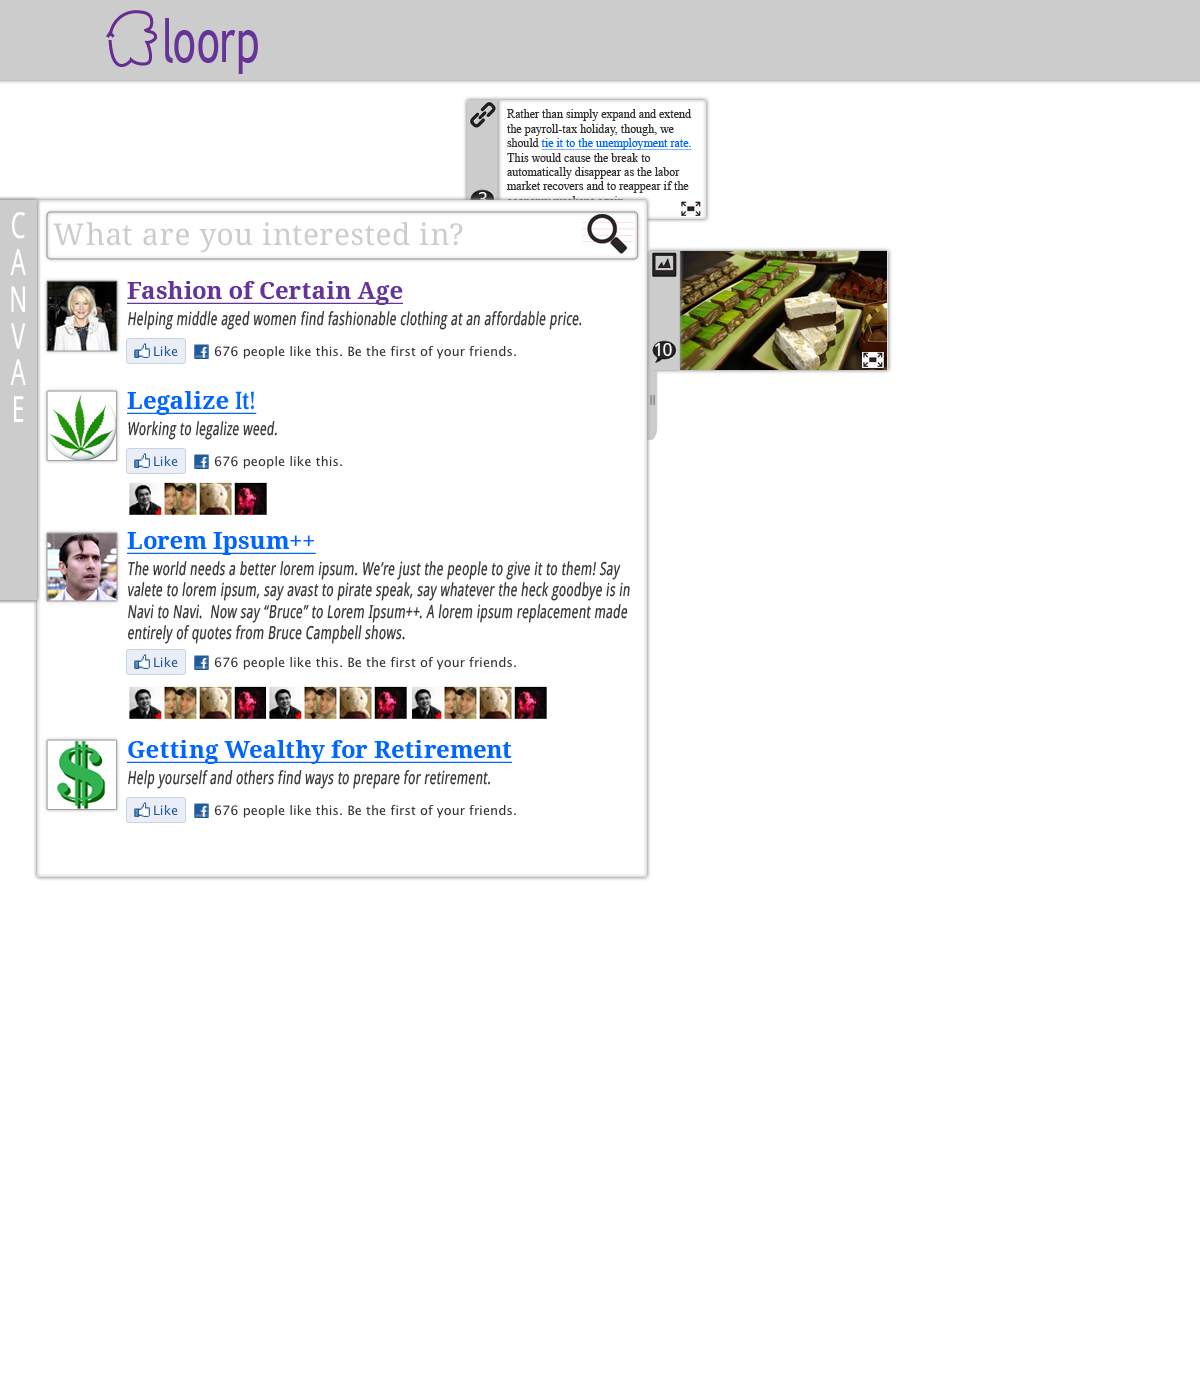 loorp
Rather than simply expand and extend
the payroll-tax holiday, though, we
should tie it to the unemployment rate.
This would cause the break to
automatically disappear as the labor
market recovers and to reappear if the
CANVAE
What are you interested in?
10
Fashion of Certain Age
Helping middle aged women find fashionable clothing at an affordable price.
Like 676 people like this. Be the first of your friends.
Legalize It!
Working to legalize weed.
Like 676 people like this.
Lorem Ipsum++
The world needs a better lorem ipsum. We’re just the people to give it to them! Say
valete to lorem ipsum, say avast to pirate speak, say whatever the heck goodbye is in
Navi to Navi. Now say “Bruce” to Lorem Ipsum++. A lorem ipsum replacement made
entirely of quotes from Bruce Campbell shows.
Like 676 people like this. Be the first of your friends.
Getting Wealthy for Retirement
Help yourself and others find ways to prepare for retirement.
Like 676 people like this. Be the first of your friends.